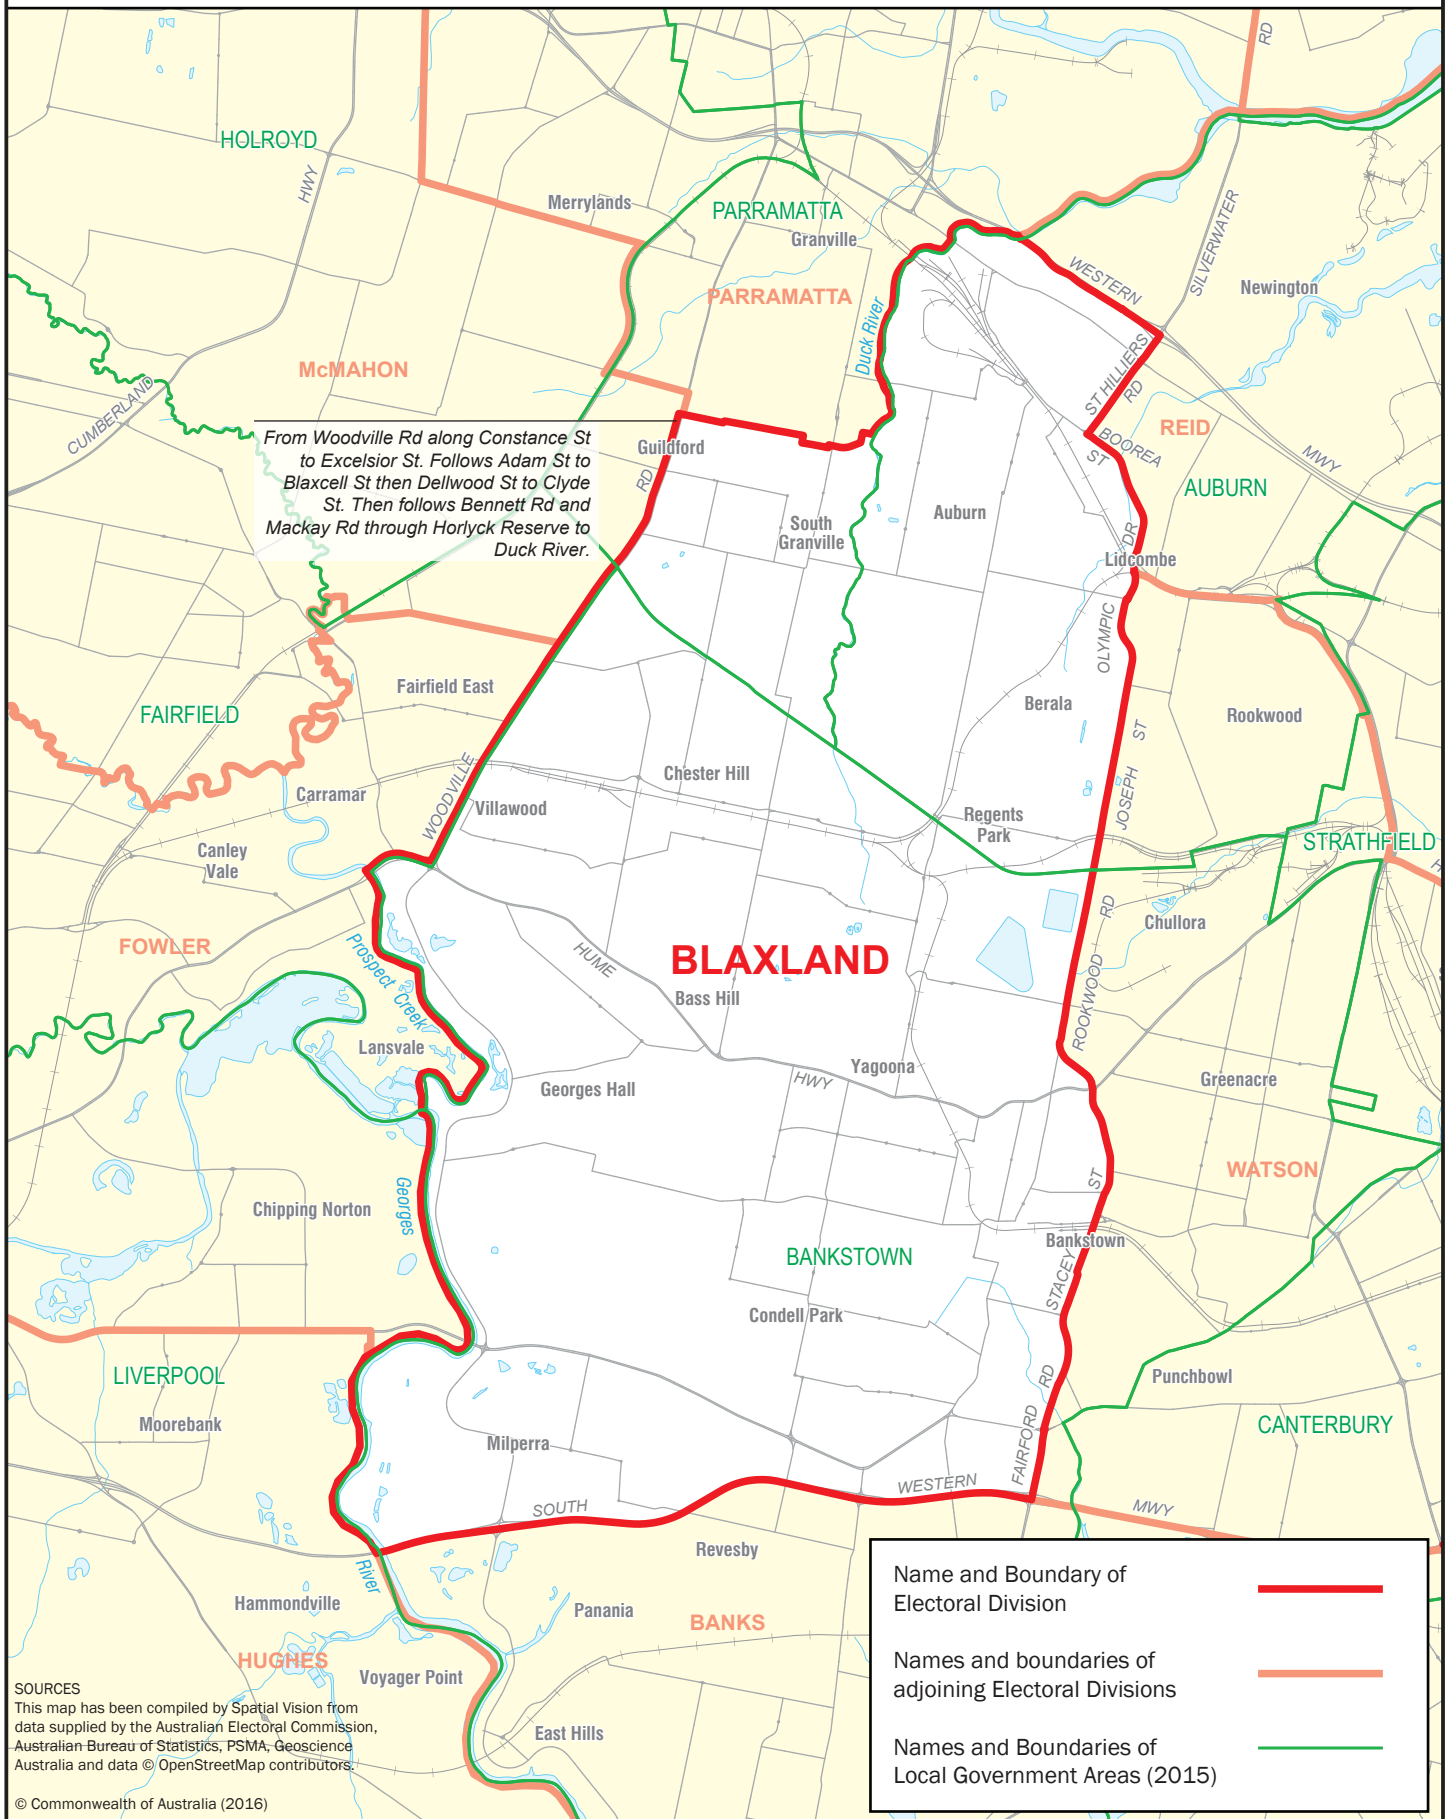 RD
HOLROYD
HWY
Merrylands
PARRAMATTA
Granville
SILVERWATER
WESTERN
Newington
PARRAMATTA
Duck River
McMAHON
ST HILLIERS
RD
CUMBERLAND
REID
BOOREA
ST
MWY
From Woodville Rd along Constance St
to Excelsior St. Follows Adam St to
Blaxcell St then Dellwood St to Clyde
St. Then follows Bennett Rd and
Mackay Rd through Horlyck Reserve to
Duck River.
Guildford
RD
AUBURN
South
Granville
Auburn
DR
Lidcombe
OLYMPIC
Fairfield East
Berala
FAIRFIELD
Rookwood
ST
Chester Hill
Carramar
WOODVILLE
Villawood
JOSEPH
Regents
Park
STRATHFIELD
Canley
Vale
RD
Chullora
FOWLER
Prospect Creek
HUME
BLAXLAND
Bass Hill
ROOKWOOD
Lansvale
Yagoona
HWY
Georges Hall
Greenacre
WATSON
ST
Georges
Chipping Norton
Bankstown
BANKSTOWN
STACEY
Condell Park
LIVERPOOL
RD
Punchbowl
Moorebank
CANTERBURY
Milperra
FAIRFORD
WESTERN
SOUTH
MWY
Revesby
River
Hammondville
Panania
BANKS
HUGHES
Voyager Point
East Hills
Name and Boundary of
Electoral Division
Names and boundaries of
adjoining Electoral Divisions
Names and Boundaries of
Local Government Areas (2015)
SOURCES
This map has been compiled by Spatial Vision from
data supplied by the Australian Electoral Commission,
Australian Bureau of Statistics, PSMA, Geoscience
Australia and data © OpenStreetMap contributors.
© Commonwealth of Australia (2016)